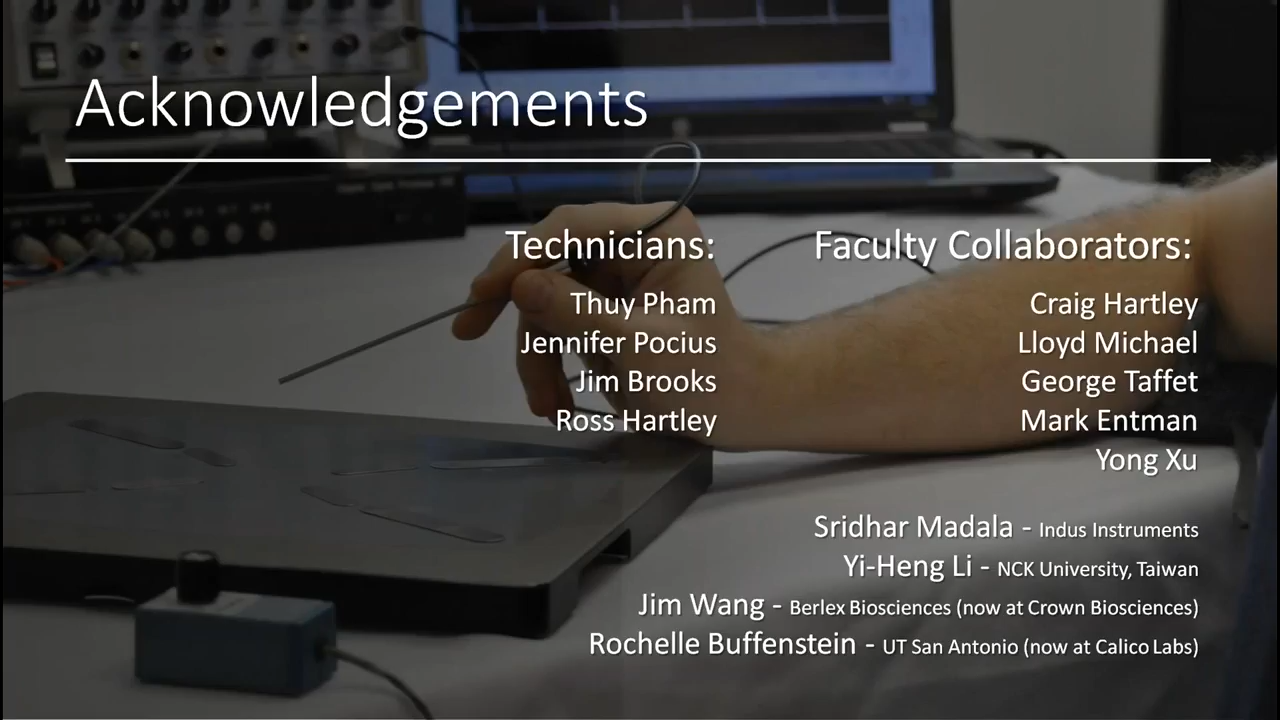 Acknowledgements
Technicians:
Thuy Pham
Jennifer Pocius
Jim Brooks
Ross Hartley
Faculty Collaborators:
Craig Hartley
Lloyd Michael
George Taffet
Mark Entman
Yong Xu
Sridhar Madala - Indus Instruments
Yi-Heng Li - NCK University, Taiwan
Jim Wang - Berlex Biosciences (now at Crown Biosciences)
Rochelle Buffenstein - UT San Antonio (now at Calico Labs)